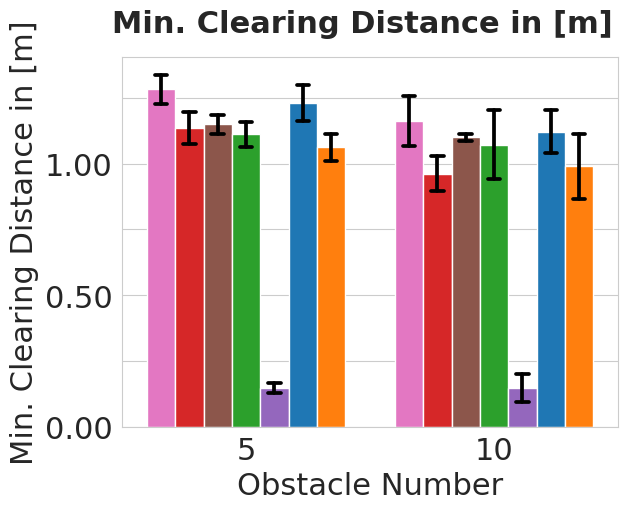 Min. Clearing Distance in [m]
Min. Clearing Distance in [m]
1.00
0.50
0.00
5
10
Obstacle Number